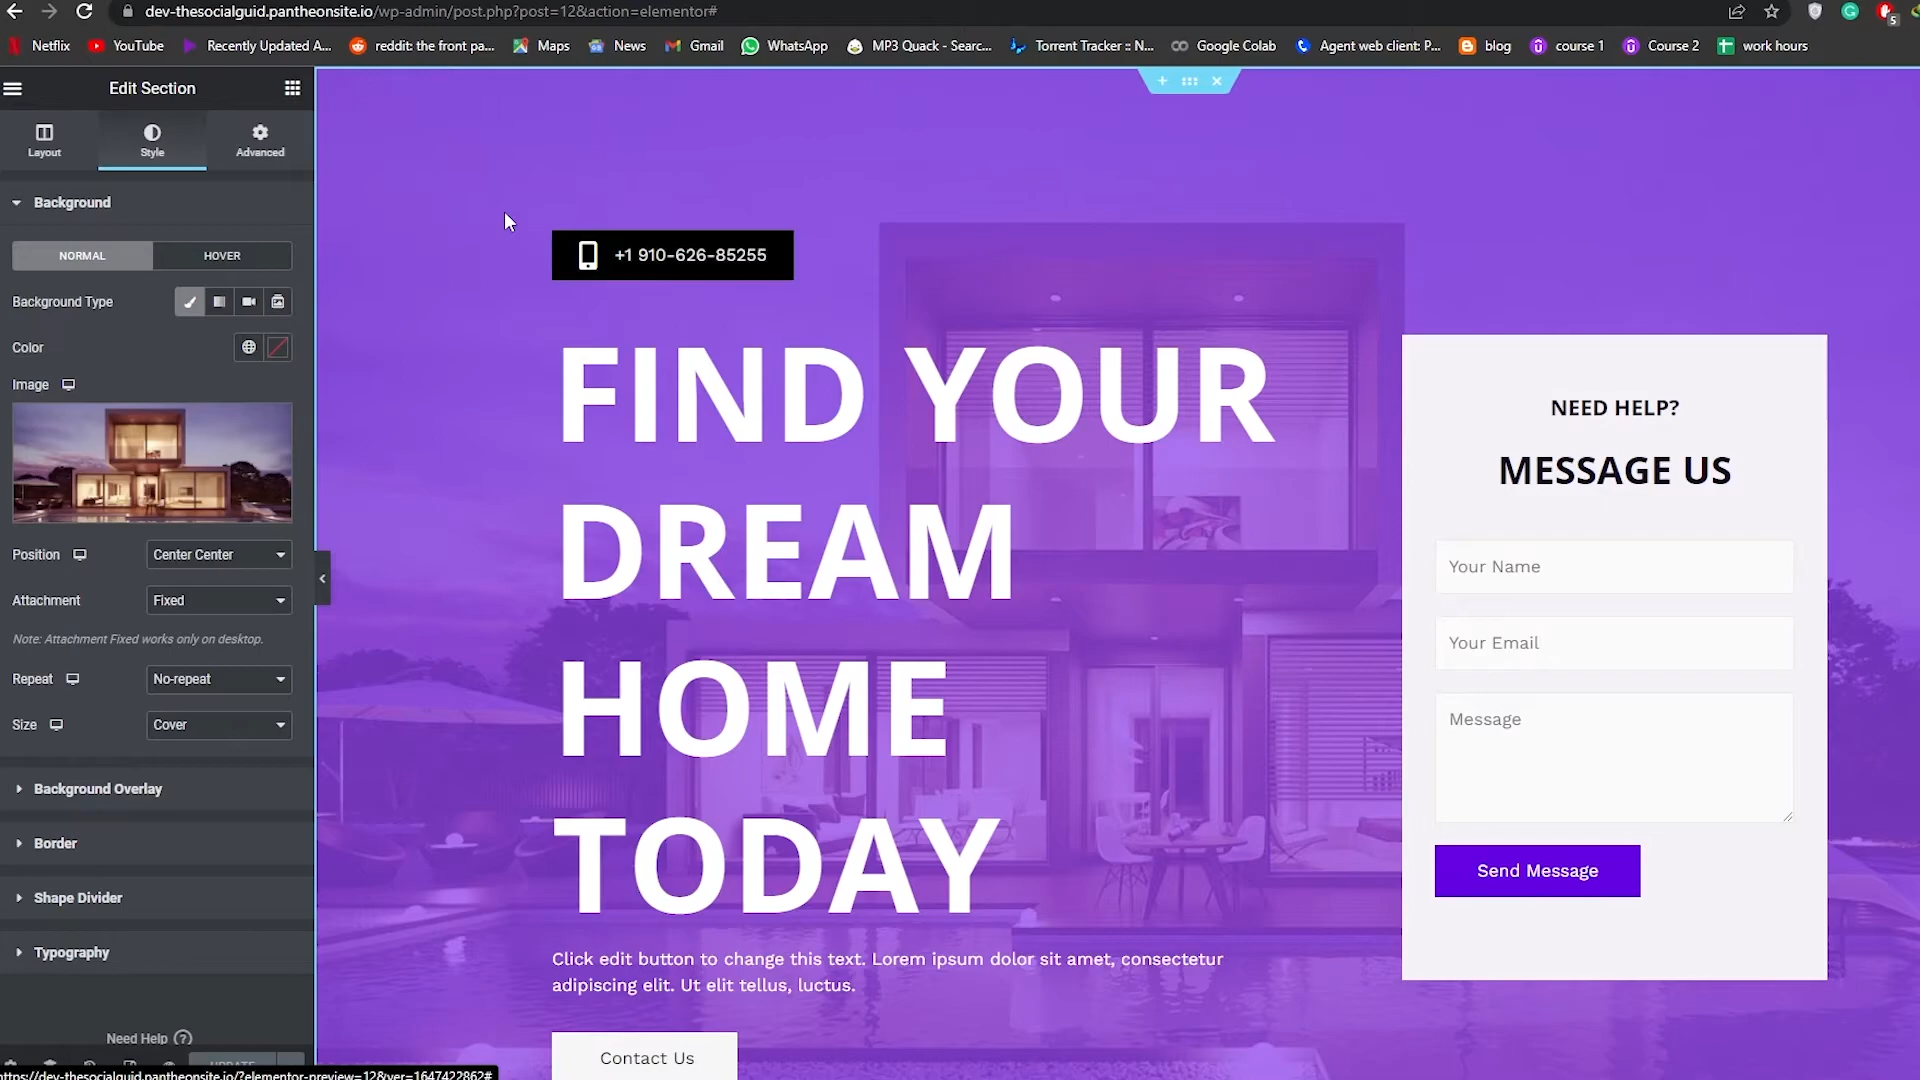 dev-thesocialguid.pantheonsite.io/wp-admin/post.php?post=12&action=elementor#
5
Netflix YouTube Recently Updated A... reddit: the front pa... Maps News Gmail WhatsApp MP3 Quack - Searc... Torrent Tracker :: N... Google Colab Agent web client: P... blog course 1 Course 2 work hours
Edit Section
Layout Style Advanced
Background
NORMAL HOVER
Background Type
Color
Image
Position Center Center
Attachment Fixed
Note: Attachment Fixed works only on desktop.
Repeat No-repeat
Size Cover
Background Overlay
Border
Shape Divider
Typography
Need Help ?
UPDATE
https://dev-thesocialguid.pantheonsite.io/?elementor-preview=12&ver=1647422862#
+1 910-626-85255
FIND YOUR
DREAM
HOME
TODAY
Click edit button to change this text. Lorem ipsum dolor sit amet, consectetur
adipiscing elit. Ut elit tellus, luctus.
Contact Us
NEED HELP?
MESSAGE US
Your Name
Your Email
Message
Send Message